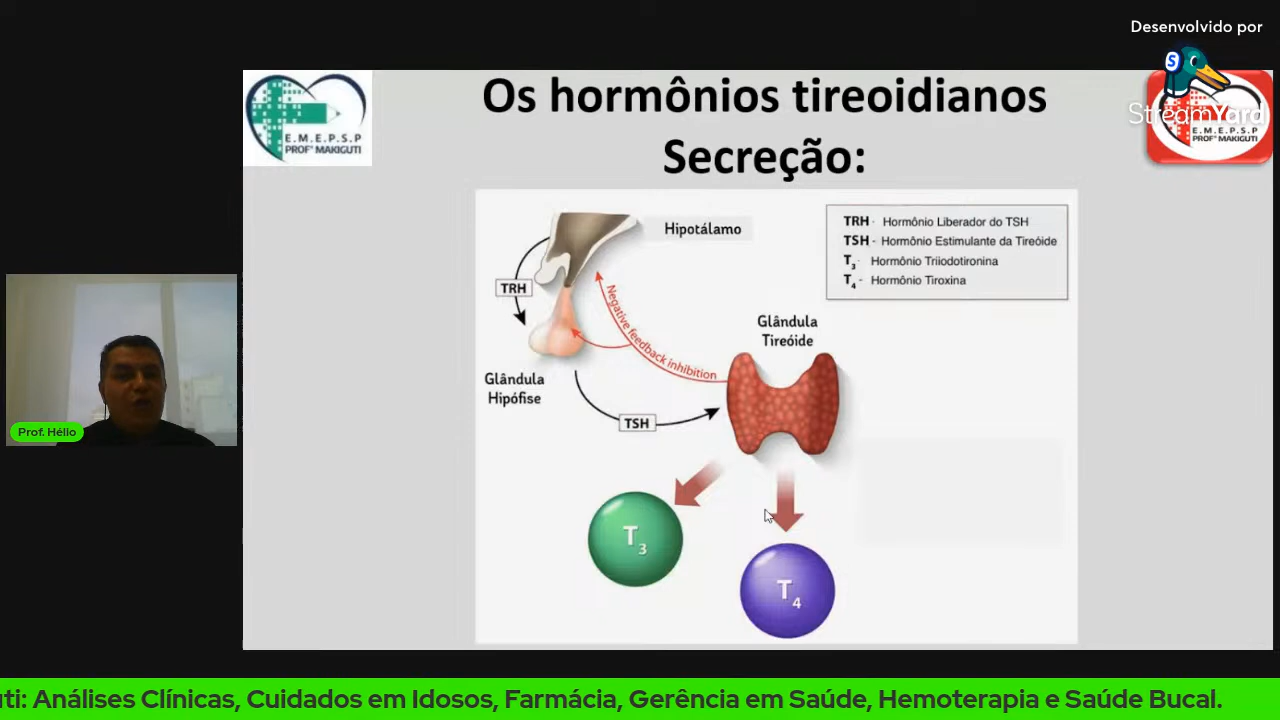 Desenvolvido por
S
StreamYard
E.M.E.P.S.P
PROFº MAKIGUTI
Os hormônios tireoidianos
Secreção:
E.M.E.P.S.P
PROFº MAKIGUTI
Hipotálamo
TRH - Hormônio Liberador do TSH
TSH - Hormônio Estimulante da Tireóide
T3 - Hormônio Triiodotironina
T4 - Hormônio Tiroxina
TRH
Negative feedback inhibition
Glândula
Tireóide
Glândula
Hipófise
TSH
T3
T4
Prof. Hélio
uti: Análises Clínicas, Cuidados em Idosos, Farmácia, Gerência em Saúde, Hemoterapia e Saúde Bucal.